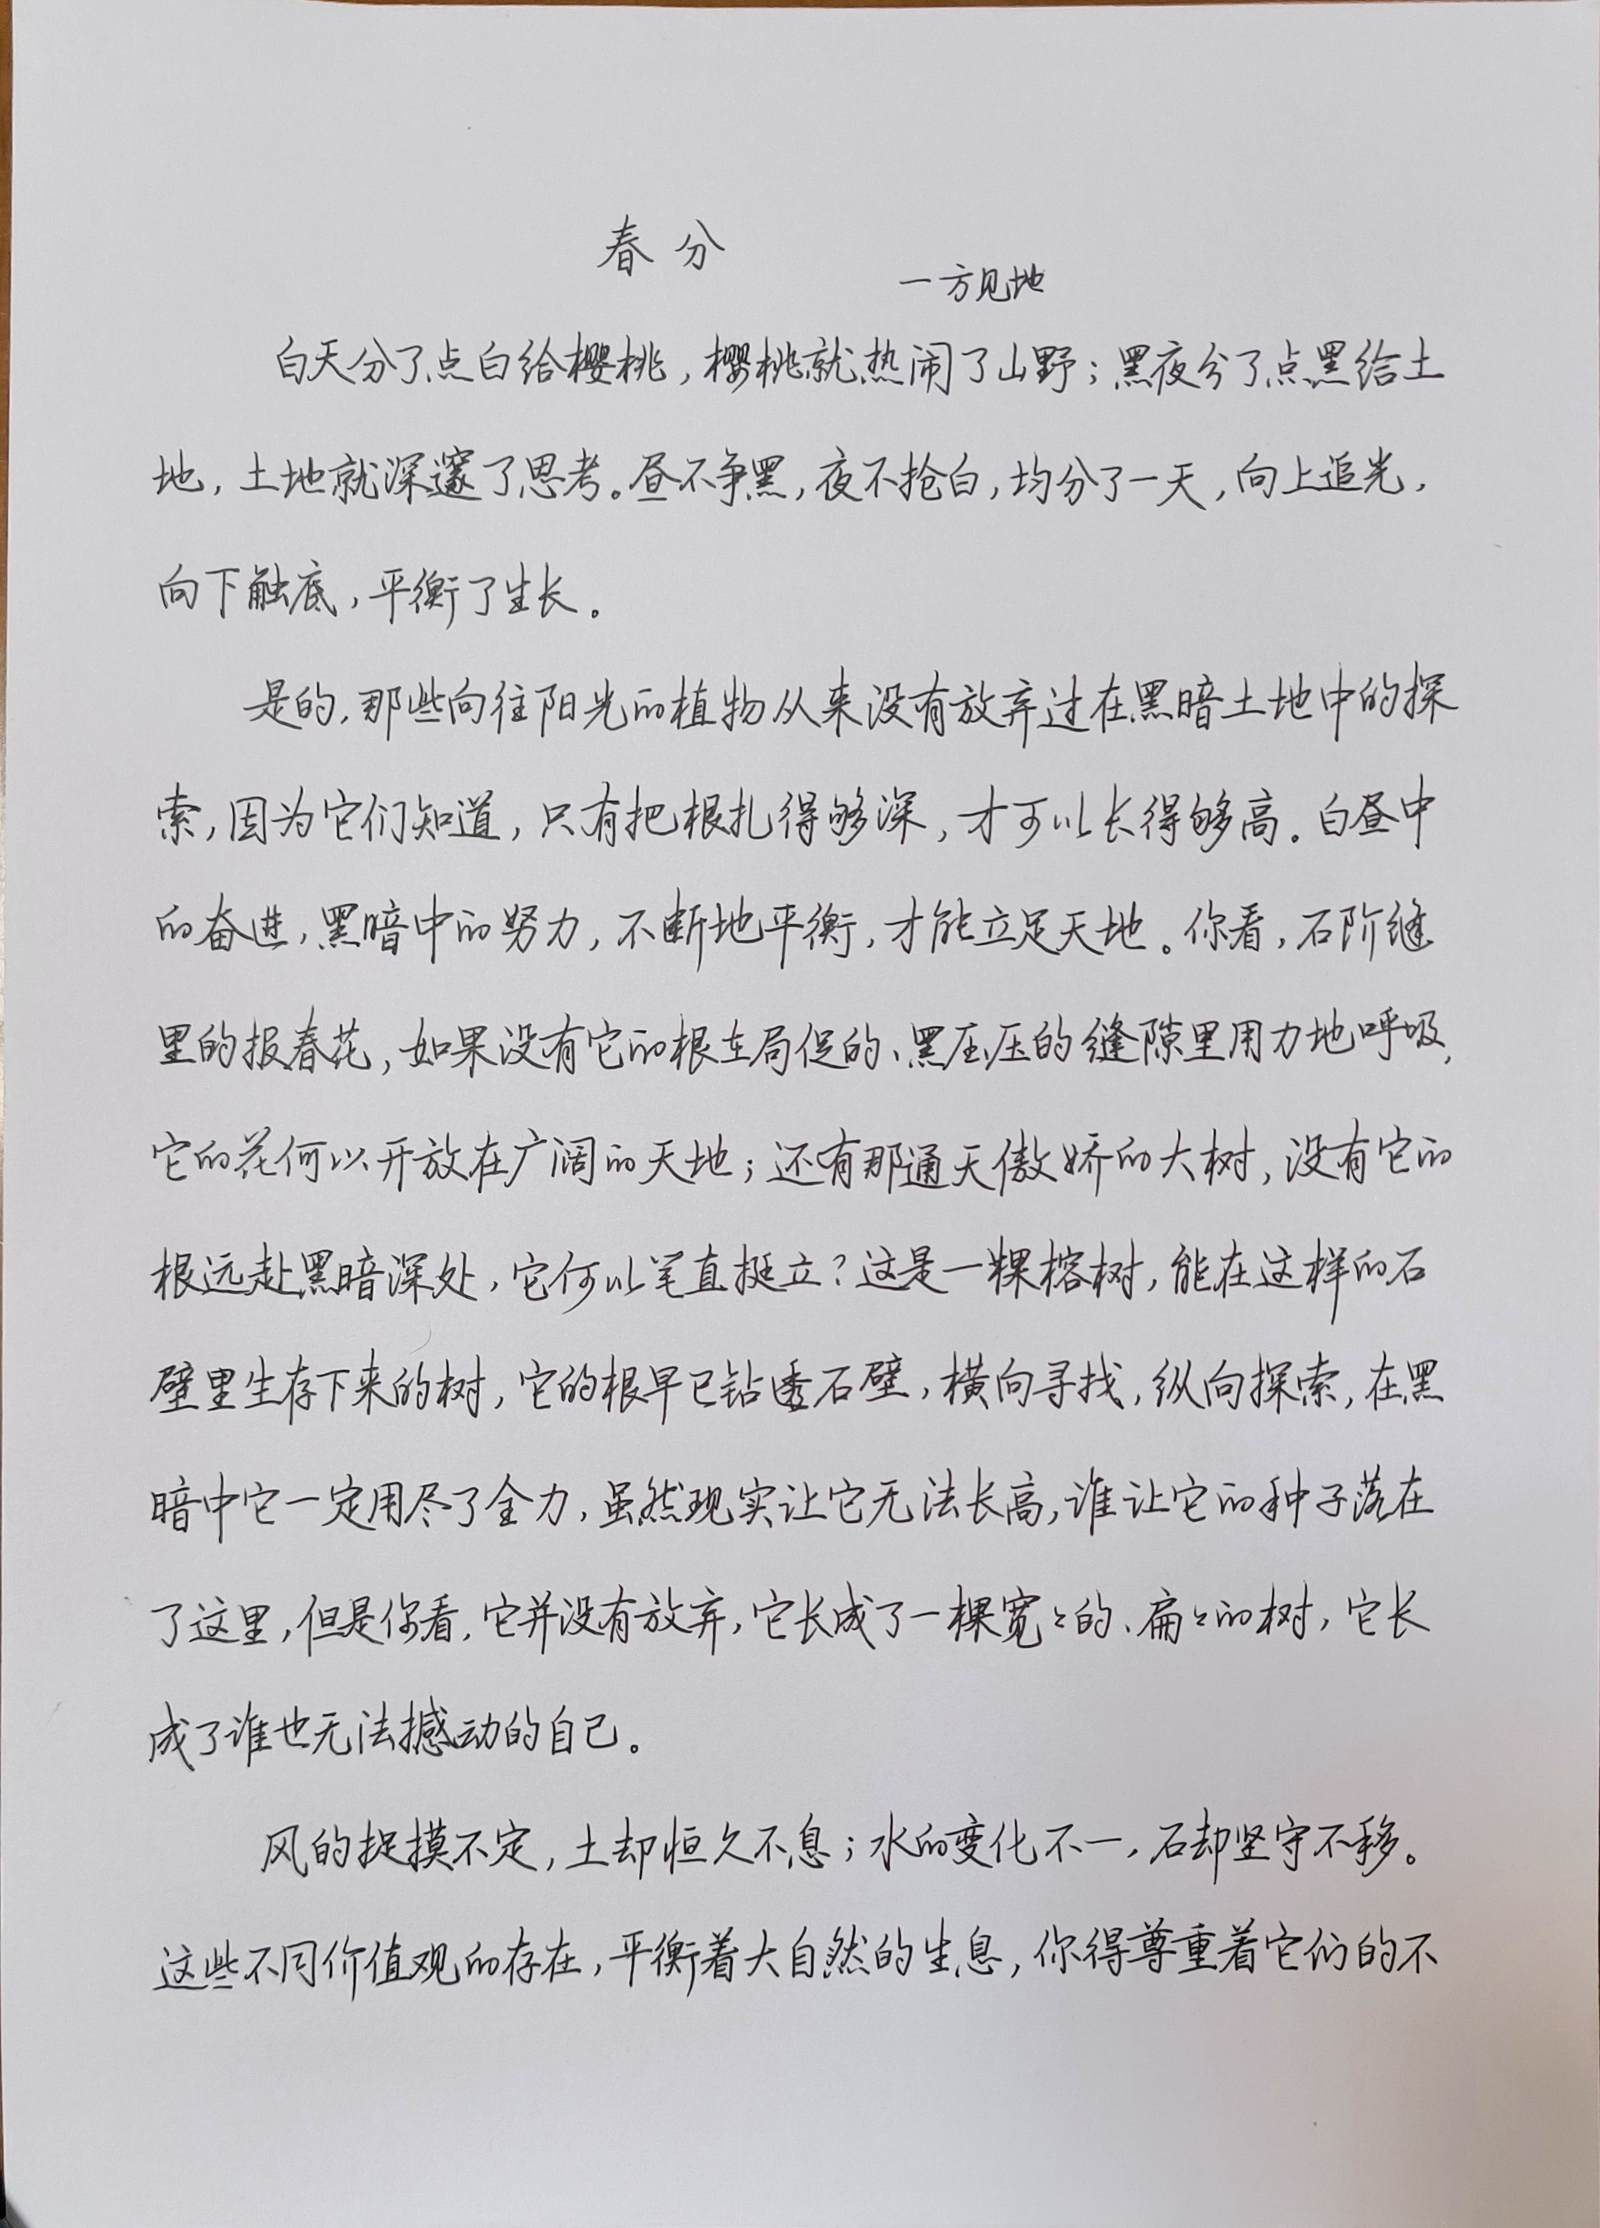 春分
一方见地
白天分了点白给樱桃，樱桃就热闹了山野；黑夜分了点黑给土
地，土地就深邃了思考。昼不争黑，夜不抢白，均分了一天，向上追光，
向下触底，平衡了生长。
是的，那些向往阳光的植物从来没有放弃过在黑暗土地中的探
索，因为它们知道，只有把根扎得够深，才可以长得够高。白昼中
的奋进，黑暗中的努力，不断地平衡，才能立足天地。你看，石阶缝
里的报春花，如果没有它的根在局促的、黑压压的缝隙里用力地呼吸，
它的花何以开放在广阔的天地；还有那通天傲娇的大树，没有它的
根远赴黑暗深处，它何以笔直挺立？这是一棵榕树，能在这样的石
壁里生存下来的树，它的根早已钻透石壁，横向寻找，纵向探索，在黑
暗中它一定用尽了全力，虽然现实让它无法长高，谁让它的种子落在
了这里，但是你看，它并没有放弃，它长成了一棵宽々的、扁々的树，它长
成了谁也无法撼动的自己。
风的捉摸不定，土却恒久不息；水的变化不一，石却坚守不移。
这些不同价值观的存在，平衡着大自然的生息，你得尊重着它们的不